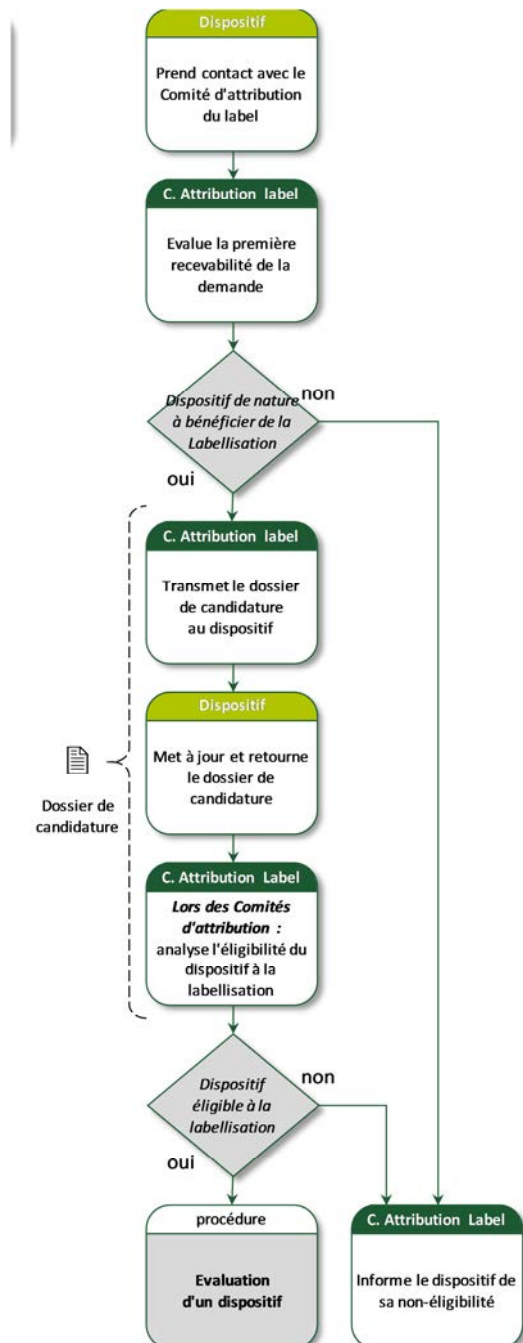 Dispositif
Prend contact avec le
Comité d'attribution
du label
C. Attribution label
Evalue la première
recevabilité de la
demande
Dispositif de nature
à bénéficier de la
Labellisation
non
oui
C. Attribution label
Transmet le dossier
de candidature
au dispositif
Dispositif
Met à jour et retourne
le dossier de
candidature
Dossier de
candidature
C. Attribution Label
Lors des Comités
d'attribution :
analyse l'éligibilité du
dispositif à la
labellisation
Dispositif
éligible à la
labellisation
non
oui
procédure
Evaluation
d'un dispositif
C. Attribution Label
Informe le dispositif de
sa non-éligibilité